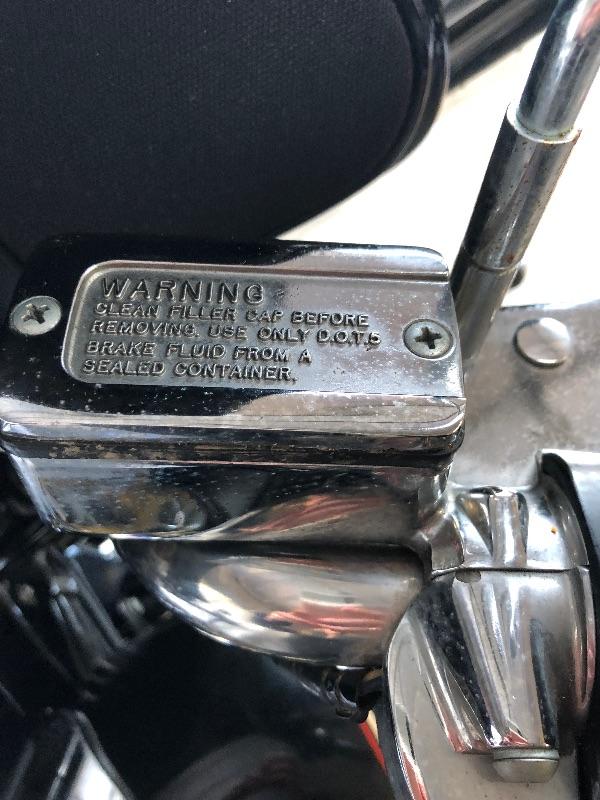 WARNING
CLEAN FILLER CAP BEFORE
REMOVING. USE ONLY D.O.T.5
BRAKE FLUID FROM A
SEALED CONTAINER.